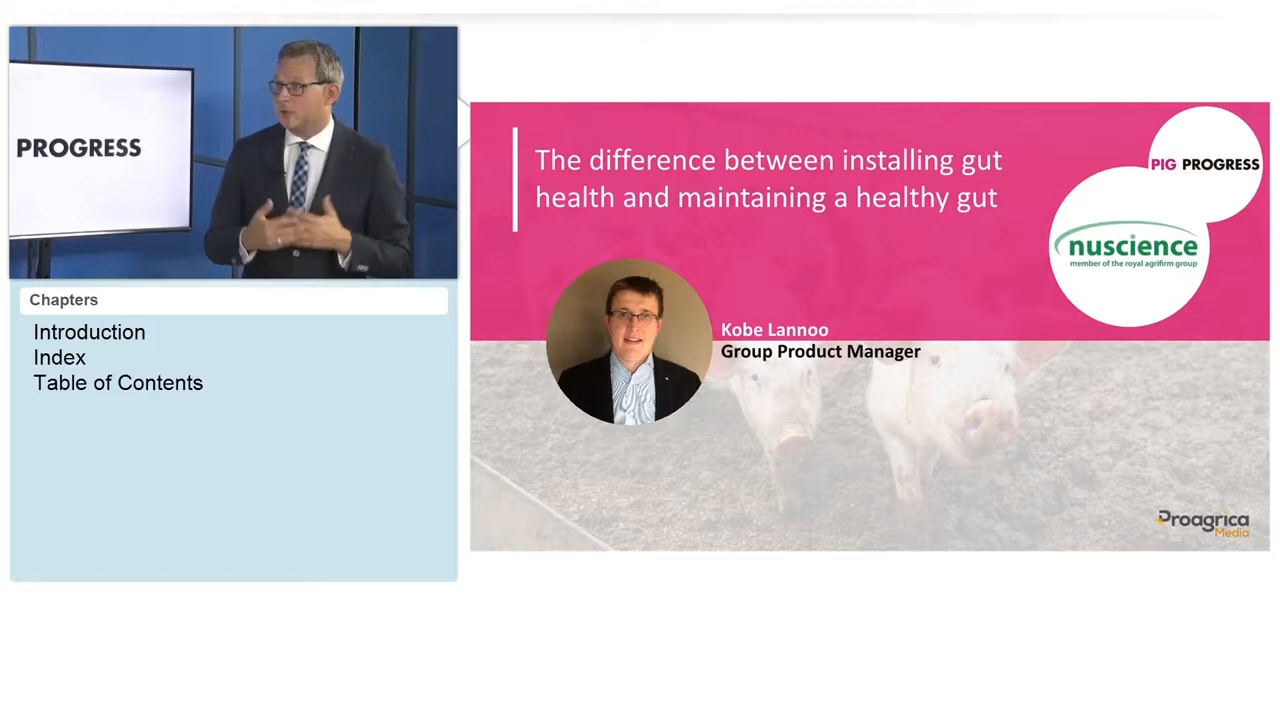 PROGRESS
Chapters
Introduction
Index
Table of Contents
The difference between installing gut
health and maintaining a healthy gut
PIG PROGRESS
nuscience
member of the royal agrifirm group
Kobe Lannoo
Group Product Manager
Proagrica
Media